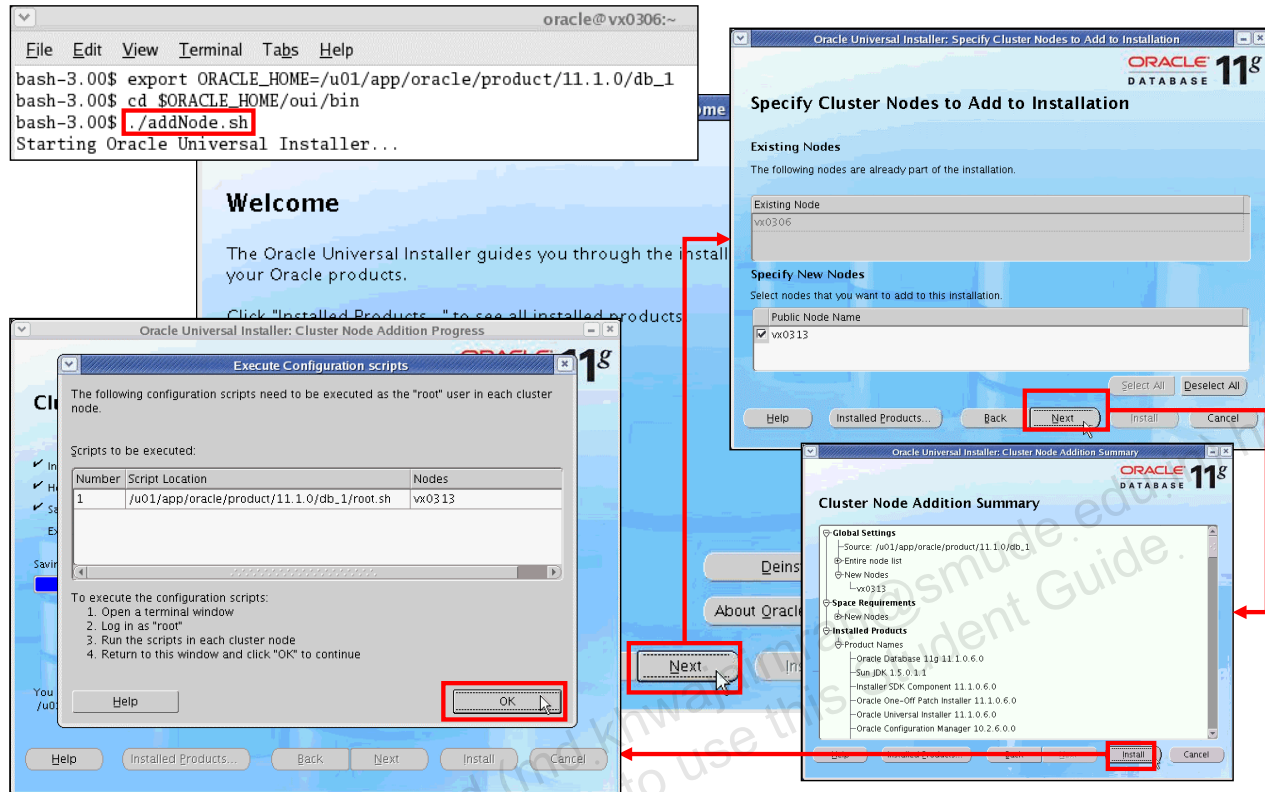 oracle@vx0306:~
File Edit View Terminal Tabs Help
bash-3.00$ export ORACLE_HOME=/u01/app/oracle/product/11.1.0/db_1
bash-3.00$ cd $ORACLE_HOME/oui/bin
bash-3.00$ ./addNode.sh
Starting Oracle Universal Installer...
Welcome
The Oracle Universal Installer guides you through the install
your Oracle products.
Click "Installed Products..." to see all installed products
Deins
About Oracle
Next
Ins
Oracle Universal Installer: Specify Cluster Nodes to Add to Installation
ORACLE 11g
DATABASE
Specify Cluster Nodes to Add to Installation
Existing Nodes
The following nodes are already part of the installation.
Existing Node
vx0306
Specify New Nodes
Select nodes that you want to add to this installation.
Public Node Name
vx0313
Select All Deselect All
Help Installed Products... Back Next Install Cancel
Oracle Universal Installer: Cluster Node Addition Summary
ORACLE 11g
DATABASE
Cluster Node Addition Summary
Global Settings
Source: /u01/app/oracle/product/11.1.0/db_1
Entire node list
New Nodes
vx0313
Space Requirements
New Nodes
Installed Products
Product Names
Oracle Database 11g 11.1.0.6.0
Sun JDK 1.5.0.1.1
Installer SDK Component 11.1.0.6.0
Oracle One-Off Patch Installer 11.1.0.6.0
Oracle Universal Installer 11.1.0.6.0
Oracle Configuration Manager 10.2.6.0.0
Help Installed Products... Back Install Cancel
Oracle Universal Installer: Cluster Node Addition Progress
11g
Execute Configuration scripts
The following configuration scripts need to be executed as the "root" user in each cluster
node.
Scripts to be executed:
Number Script Location Nodes
1 /u01/app/oracle/product/11.1.0/db_1/root.sh vx0313
To execute the configuration scripts:
1. Open a terminal window
2. Log in as "root"
3. Run the scripts in each cluster node
4. Return to this window and click "OK" to continue
Help OK
Savin
You
/u01
Help Installed Products... Back Next Install Cancel